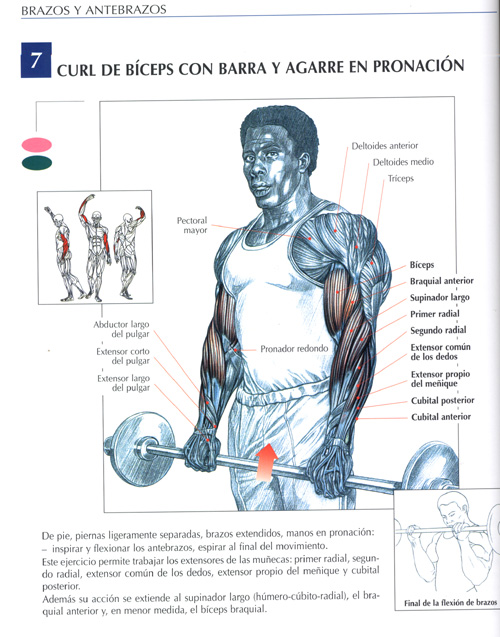 BRAZOS Y ANTEBRAZOS
7
CURL DE BÍCEPS CON BARRA Y AGARRE EN PRONACIÓN
Deltoides anterior
Deltoides medio
Tríceps
Pectoral
mayor
Bíceps
Braquial anterior
Supinador largo
Primer radial
Segundo radial
Extensor común
de los dedos
Extensor propio
del meñique
Cubital posterior
Cubital anterior
Abductor largo
del pulgar
Extensor corto
del pulgar
Extensor largo
del pulgar
Pronador redondo
De pie, piernas ligeramente separadas, brazos extendidos, manos en pronación:
– inspirar y flexionar los antebrazos, espirar al final del movimiento.
Este ejercicio permite trabajar los extensores de las muñecas: primer radial, segun-
do radial, extensor común de los dedos, extensor propio del meñique y cubital
posterior.
Además su acción se extiende al supinador largo (húmero-cúbito-radial), el bra-
quial anterior y, en menor medida, el bíceps braquial.
Final de la flexión de brazos